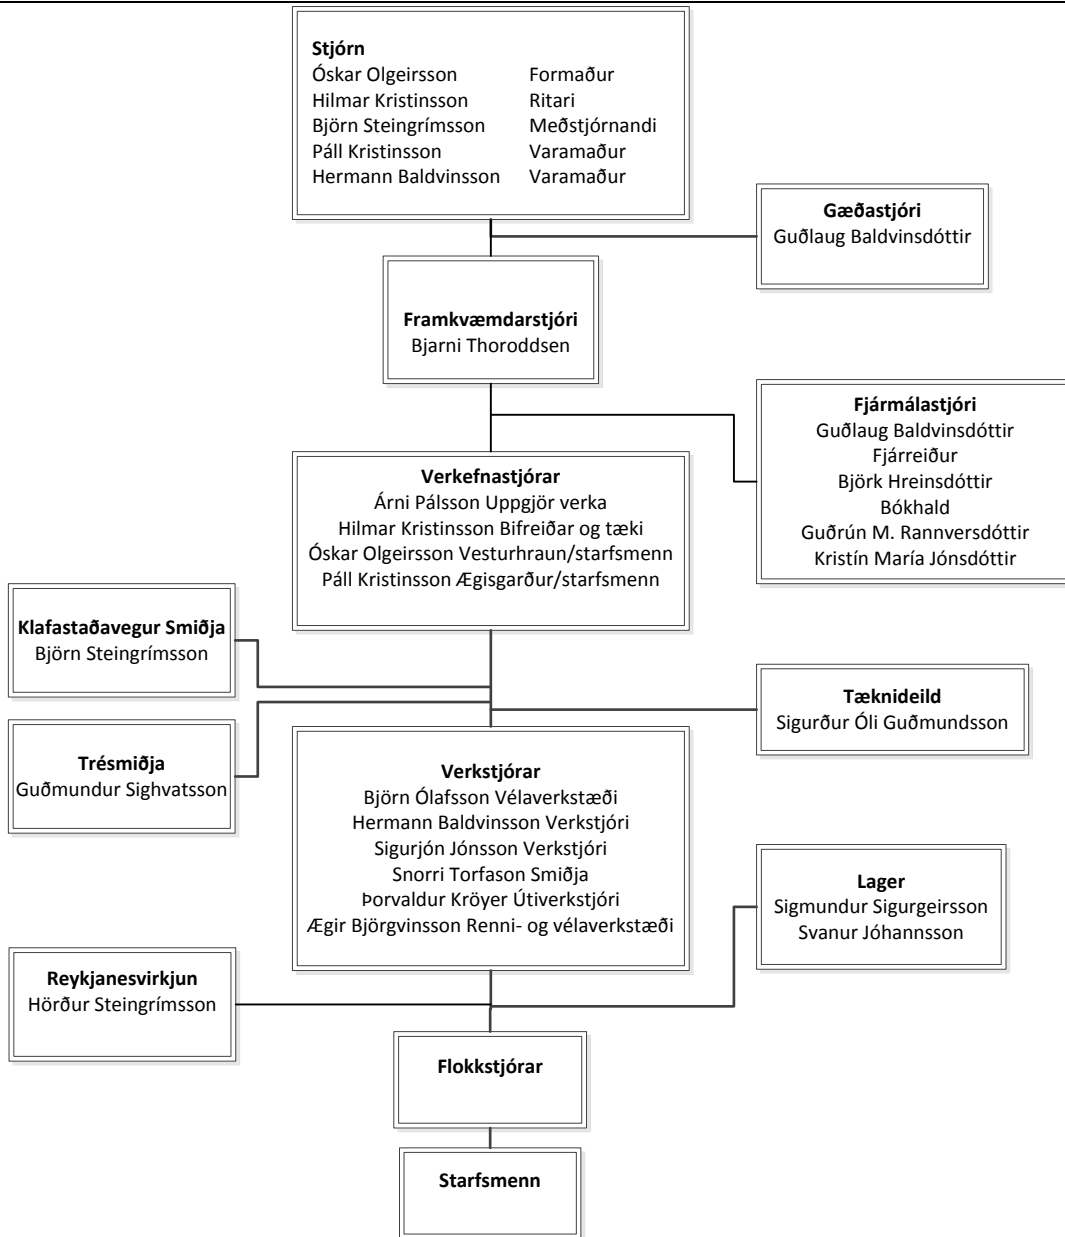 Stjórn
Óskar Olgeirsson Formaður
Hilmar Kristinsson Ritari
Björn Steingrímsson Meðstjórnandi
Páll Kristinsson Varamaður
Hermann Baldvinsson Varamaður
Gæðastjóri
Guðlaug Baldvinsdóttir
Framkvæmdarstjóri
Bjarni Thoroddsen
Fjármálastjóri
Guðlaug Baldvinsdóttir
Fjárreiður
Björk Hreinsdóttir
Bókhald
Guðrún M. Rannversdóttir
Kristín María Jónsdóttir
Verkefnastjórar
Árni Pálsson Uppgjör verka
Hilmar Kristinsson Bifreiðar og tæki
Óskar Olgeirsson Vesturhraun/starfsmenn
Páll Kristinsson Ægisgarður/starfsmenn
Klafastaðavegur Smiðja
Björn Steingrímsson
Tæknideild
Sigurður Óli Guðmundsson
Trésmiðja
Guðmundur Sighvatsson
Verkstjórar
Björn Ólafsson Vélaverkstæði
Hermann Baldvinsson Verkstjóri
Sigurjón Jónsson Verkstjóri
Snorri Torfason Smiðja
Þorvaldur Kröyer Útiverkstjóri
Ægir Björgvinsson Renni- og vélaverkstæði
Lager
Sigmundur Sigurgeirsson
Svanur Jóhannsson
Reykjanesvirkjun
Hörður Steingrímsson
Flokkstjórar
Starfsmenn